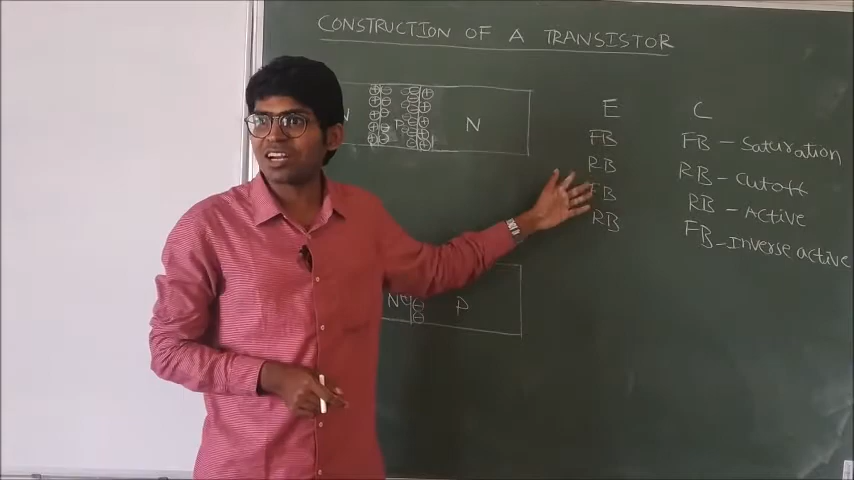 CONSTRUCTION OF A TRANSISTOR
N P N
E C
FB FB - Saturation
RB RB - Cutoff
FB RB - Active
RB FB - Inverse active
N P